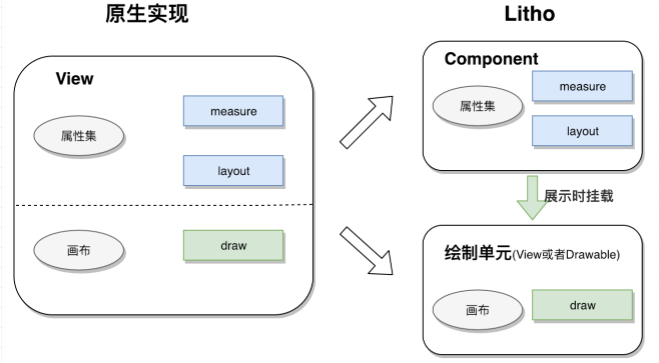 原生实现
View
属性集
measure
layout
画布
draw
Litho
Component
属性集
measure
layout
展示时挂载
绘制单元(View或者Drawable)
画布
draw